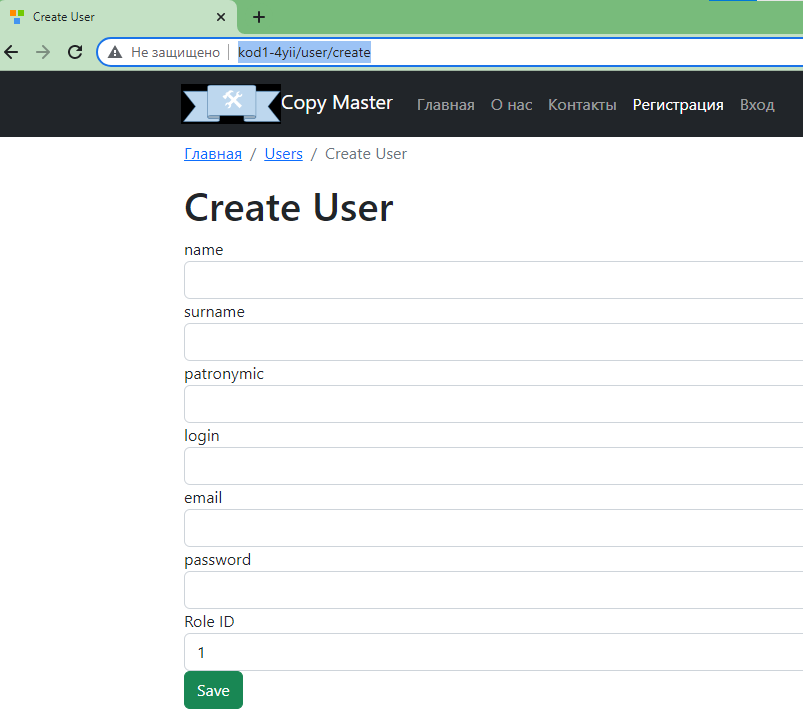 Create User
Не защищено kod1-4yii/user/create
Copy Master Главная О нас Контакты Регистрация Вход
Главная / Users / Create User
Create User
name
surname
patronymic
login
email
password
Role ID
1
Save